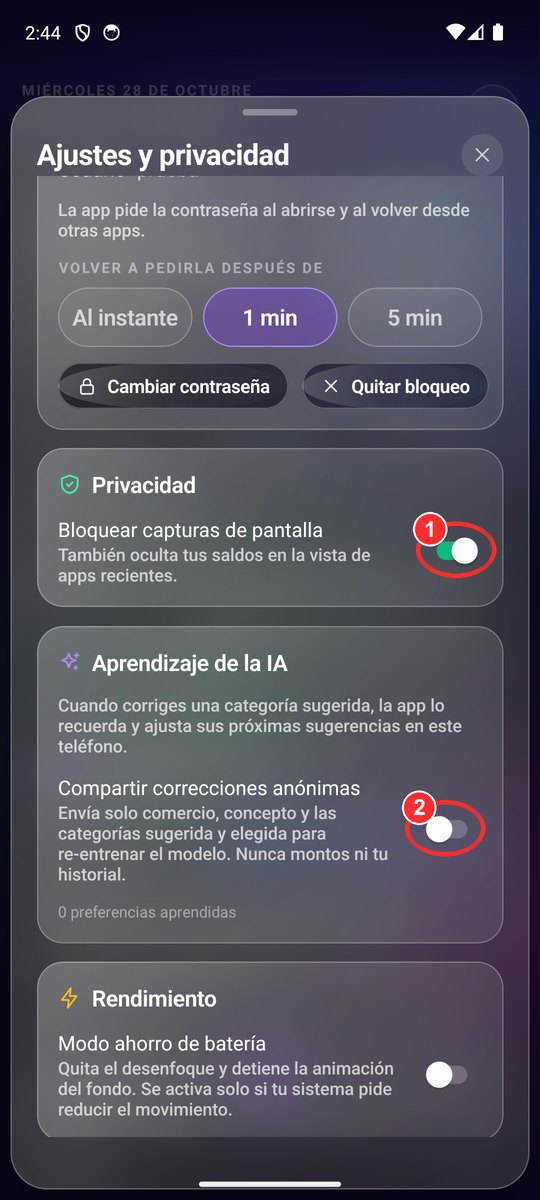 2:44
MIÉRCOLES 28 DE OCTUBRE
Ajustes y privacidad
La app pide la contraseña al abrirse y al volver desde
otras apps.
VOLVER A PEDIRLA DESPUÉS DE
Al instante
1 min
5 min
Cambiar contraseña
Quitar bloqueo
Privacidad
Bloquear capturas de pantalla
1
También oculta tus saldos en la vista de
apps recientes.
Aprendizaje de la IA
Cuando corriges una categoría sugerida, la app lo
recuerda y ajusta sus próximas sugerencias en este
teléfono.
Compartir correcciones anónimas
2
Envía solo comercio, concepto y las
categorías sugerida y elegida para
re-entrenar el modelo. Nunca montos ni tu
historial.
0 preferencias aprendidas
Rendimiento
Modo ahorro de batería
Quita el desenfoque y detiene la animación
del fondo. Se activa solo si tu sistema pide
reducir el movimiento.